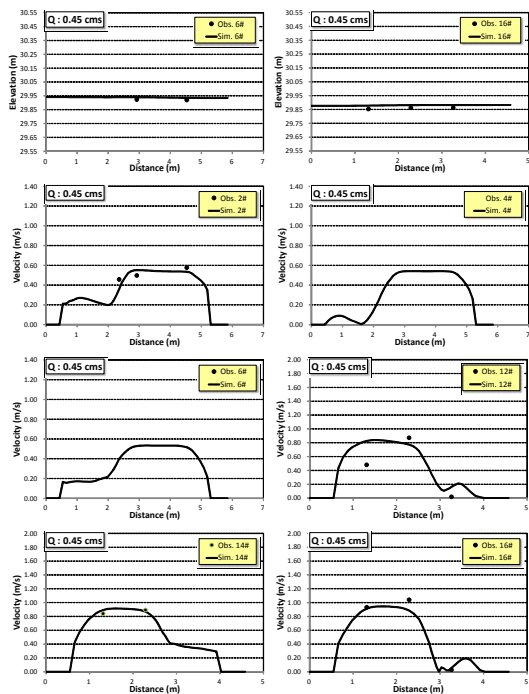 Q : 0.45 cms
Obs. 6#
Sim. 6#
Elevation (m)
30.55
30.45
30.35
30.25
30.15
30.05
29.95
29.85
29.75
29.65
29.55
0 1 2 3 4 5 6 7
Distance (m)
Q : 0.45 cms
Obs. 16#
Sim. 16#
Elevation (m)
30.55
30.45
30.35
30.25
30.15
30.05
29.95
29.85
29.75
29.65
29.55
0 1 2 3 4 5
Distance (m)
Q : 0.45 cms
Obs. 2#
Sim. 2#
Velocity (m/s)
1.40
1.20
1.00
0.80
0.60
0.40
0.20
0.00
0 1 2 3 4 5 6 7
Distance (m)
Q : 0.45 cms
Obs. 4#
Sim. 4#
Velocity (m/s)
1.40
1.20
1.00
0.80
0.60
0.40
0.20
0.00
0 1 2 3 4 5 6 7
Distance (m)
Q : 0.45 cms
Obs. 6#
Sim. 6#
Velocity (m/s)
1.40
1.20
1.00
0.80
0.60
0.40
0.20
0.00
0 1 2 3 4 5 6 7
Distance (m)
Q : 0.45 cms
Obs. 12#
Sim. 12#
Velocity (m/s)
2.00
1.80
1.60
1.40
1.20
1.00
0.80
0.60
0.40
0.20
0.00
0 1 2 3 4 5
Distance (m)
Q : 0.45 cms
Obs. 14#
Sim. 14#
Velocity (m/s)
2.00
1.80
1.60
1.40
1.20
1.00
0.80
0.60
0.40
0.20
0.00
0 1 2 3 4 5
Distance (m)
Q : 0.45 cms
Obs. 16#
Sim. 16#
Velocity (m/s)
2.00
1.80
1.60
1.40
1.20
1.00
0.80
0.60
0.40
0.20
0.00
0 1 2 3 4 5
Distance (m)